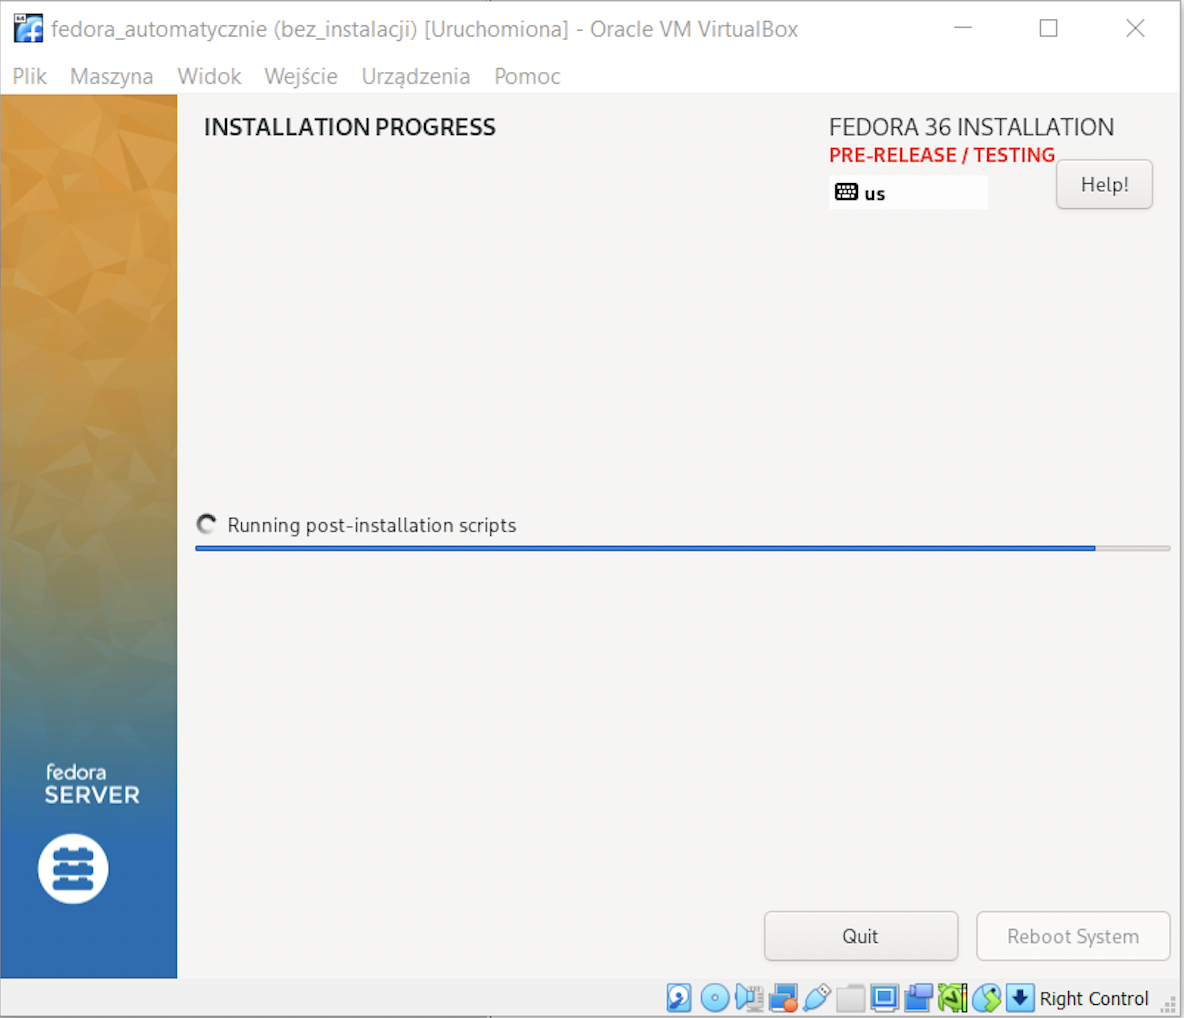 fedora_automatycznie (bez_instalacji) [Uruchomiona] - Oracle VM VirtualBox
Plik Maszyna Widok Wejście Urządzenia Pomoc
INSTALLATION PROGRESS
FEDORA 36 INSTALLATION
PRE-RELEASE / TESTING
us
Help!
Running post-installation scripts
fedora
SERVER
Quit
Reboot System
Right Control